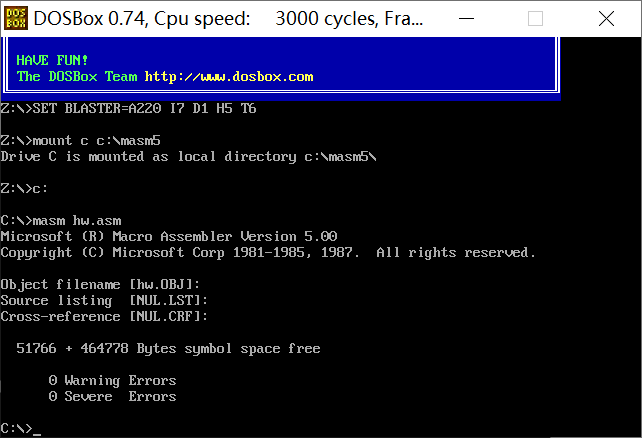 DOS
BOX
DOSBox 0.74, Cpu speed:    3000 cycles, Fra...
HAVE FUN!
The DOSBox Team http://www.dosbox.com
Z:\>SET BLASTER=A220 I7 D1 H5 T6
Z:\>mount c c:\masm5
Drive C is mounted as local directory c:\masm5\
Z:\>c:
C:\>masm hw.asm
Microsoft (R) Macro Assembler Version 5.00
Copyright (C) Microsoft Corp 1981-1985, 1987.  All rights reserved.
Object filename [hw.OBJ]:
Source listing  [NUL.LST]:
Cross-reference [NUL.CRF]:
  51766 + 464778 Bytes symbol space free
      0 Warning Errors
      0 Severe  Errors
C:\>_